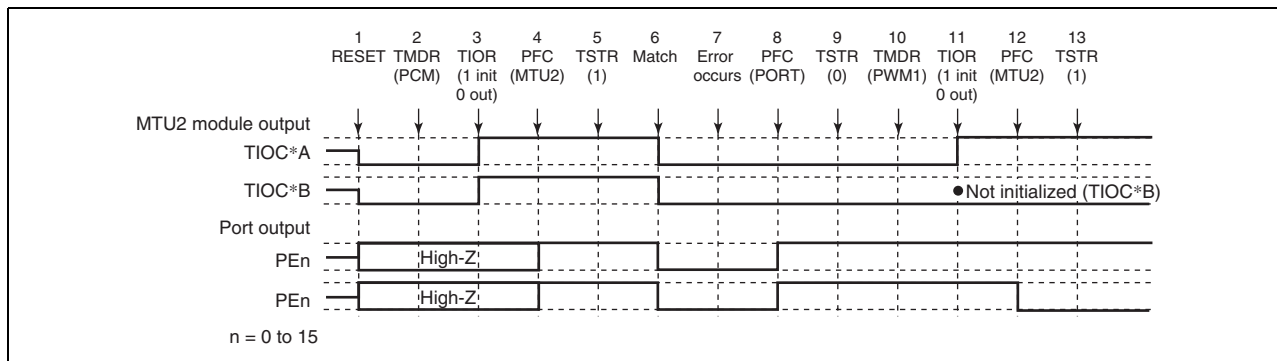 1 2 3 4 5 6 7 8 9 10 11 12 13
RESET TMDR TIOR PFC TSTR Match Error PFC TSTR TMDR TIOR PFC TSTR
(PCM) (1 init (MTU2) (1) occurs (PORT) (0) (PWM1) (1 init (MTU2) (1)
0 out) 0 out)
MTU2 module output
TIOC*A
TIOC*B
●Not initialized (TIOC*B)
Port output
PEn
High-Z
PEn
High-Z
n = 0 to 15